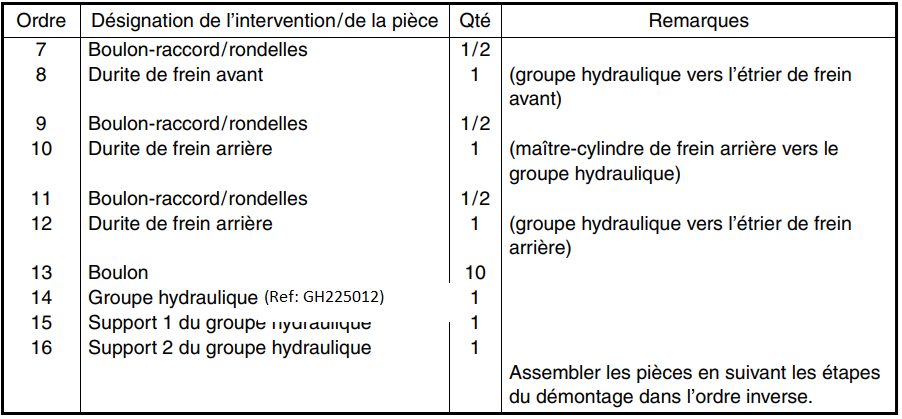 Ordre Désignation de l'intervention/de la pièce Qté Remarques
7 Boulon-raccord/rondelles 1/2
8 Durite de frein avant 1 (groupe hydraulique vers l'étrier de frein
avant)
9 Boulon-raccord/rondelles 1/2
10 Durite de frein arrière 1 (maître-cylindre de frein arrière vers le
groupe hydraulique)
11 Boulon-raccord/rondelles 1/2
12 Durite de frein arrière 1 (groupe hydraulique vers l'étrier de frein
arrière)
13 Boulon 10
14 Groupe hydraulique (Ref: GH225012) 1
15 Support 1 du groupe hydraulique 1
16 Support 2 du groupe hydraulique 1
Assembler les pièces en suivant les étapes
du démontage dans l'ordre inverse.